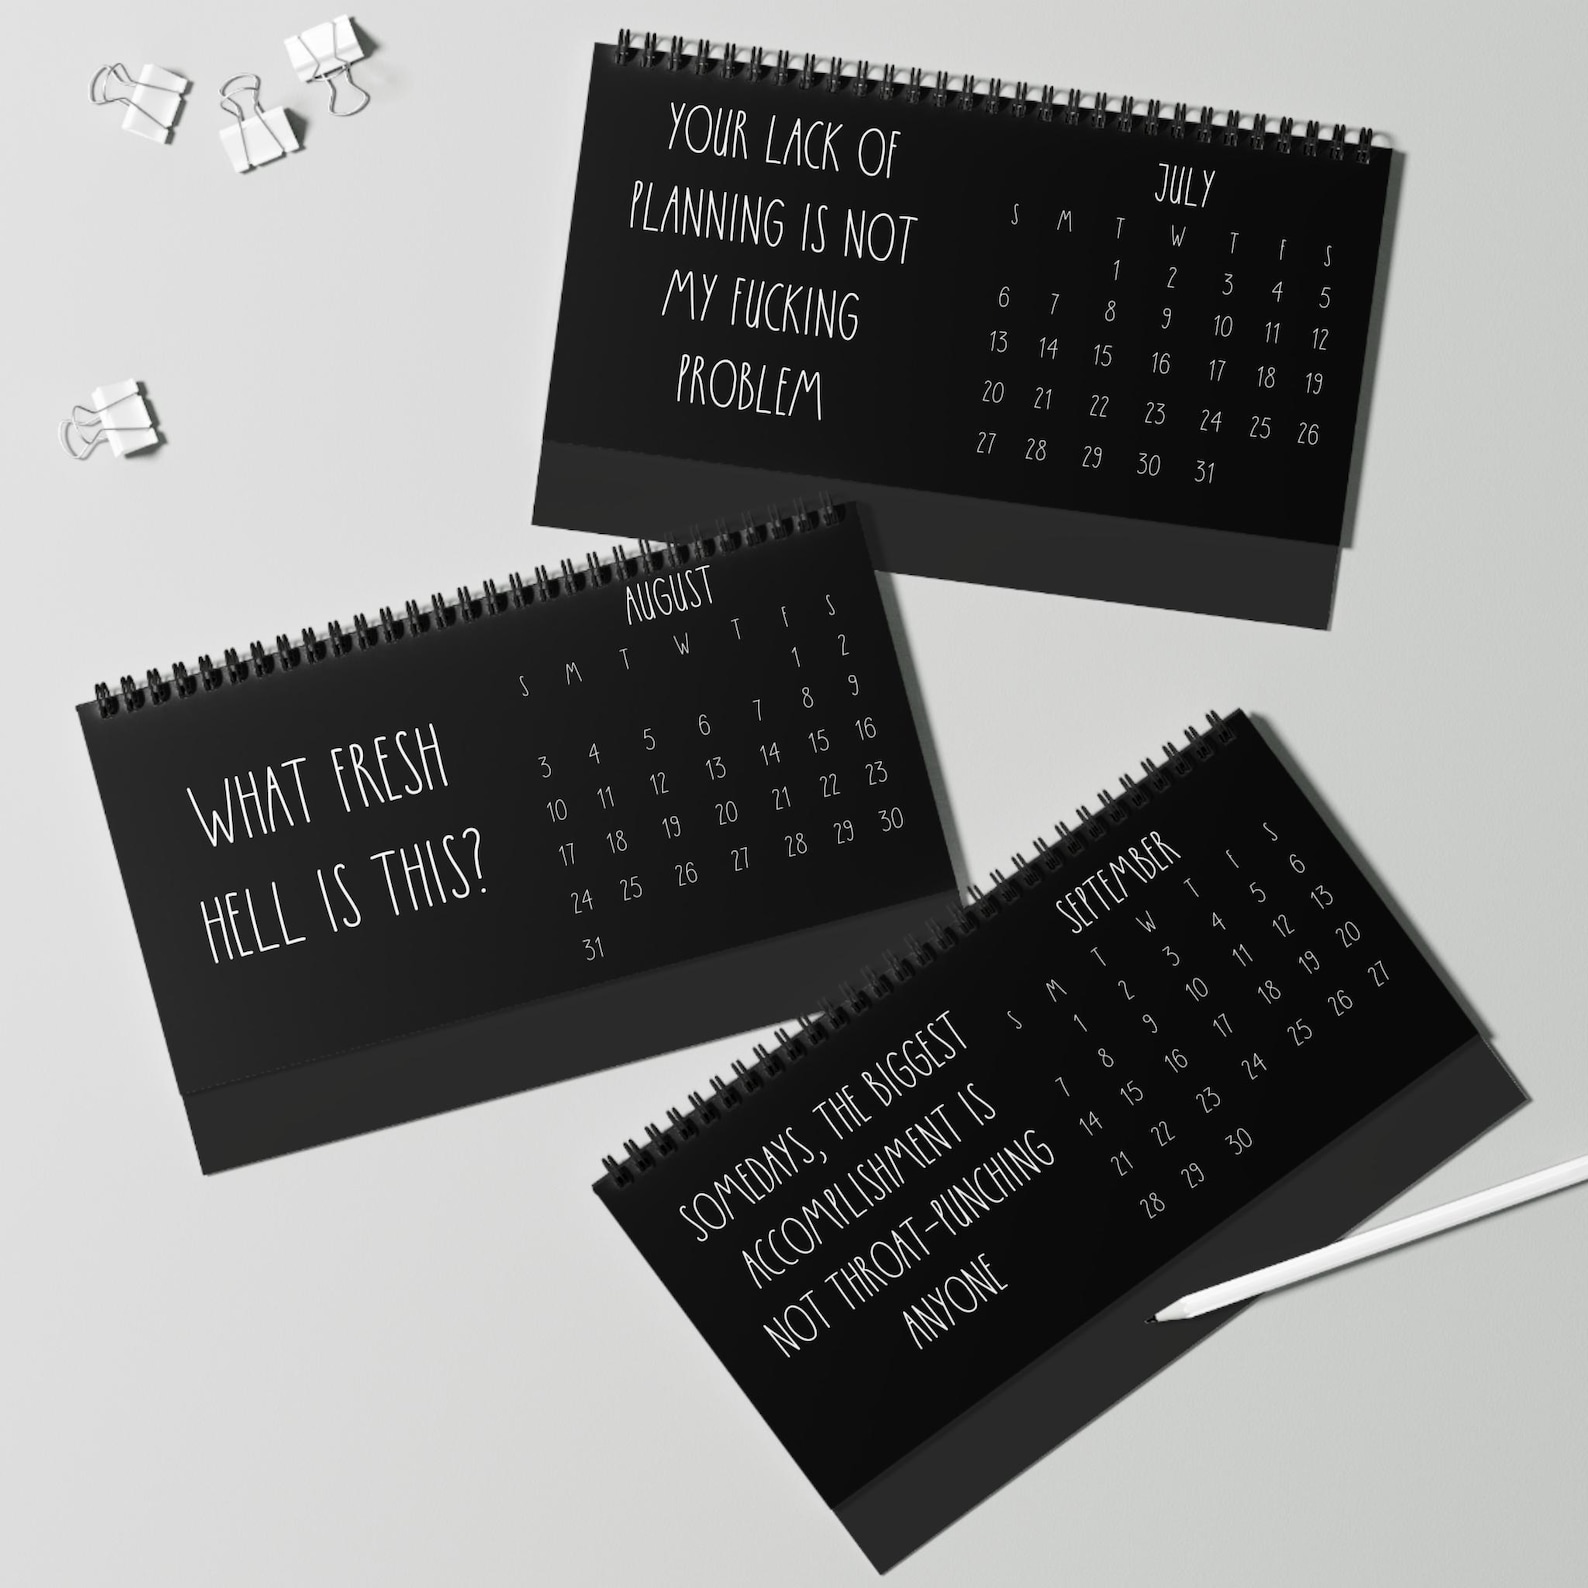 YOUR LACK OF
PLANNING IS NOT
MY FUCKING
PROBLEM
JULY
S M T W T F S
1 2 3 4 5
6 7 8 9 10 11 12
13 14 15 16 17 18 19
20 21 22 23 24 25 26
27 28 29 30 31
WHAT FRESH
HELL IS THIS?
AUGUST
S M T W T F S
1 2
3 4 5 6 7 8 9
10 11 12 13 14 15 16
17 18 19 20 21 22 23
24 25 26 27 28 29 30
31
SOMEDAYS, THE BIGGEST
ACCOMPLISHMENT IS
NOT THROAT-PUNCHING
ANYONE
SEPTEMBER
S M T W T F S
1 2 3 4 5 6
7 8 9 10 11 12 13
14 15 16 17 18 19 20
21 22 23 24 25 26 27
28 29 30